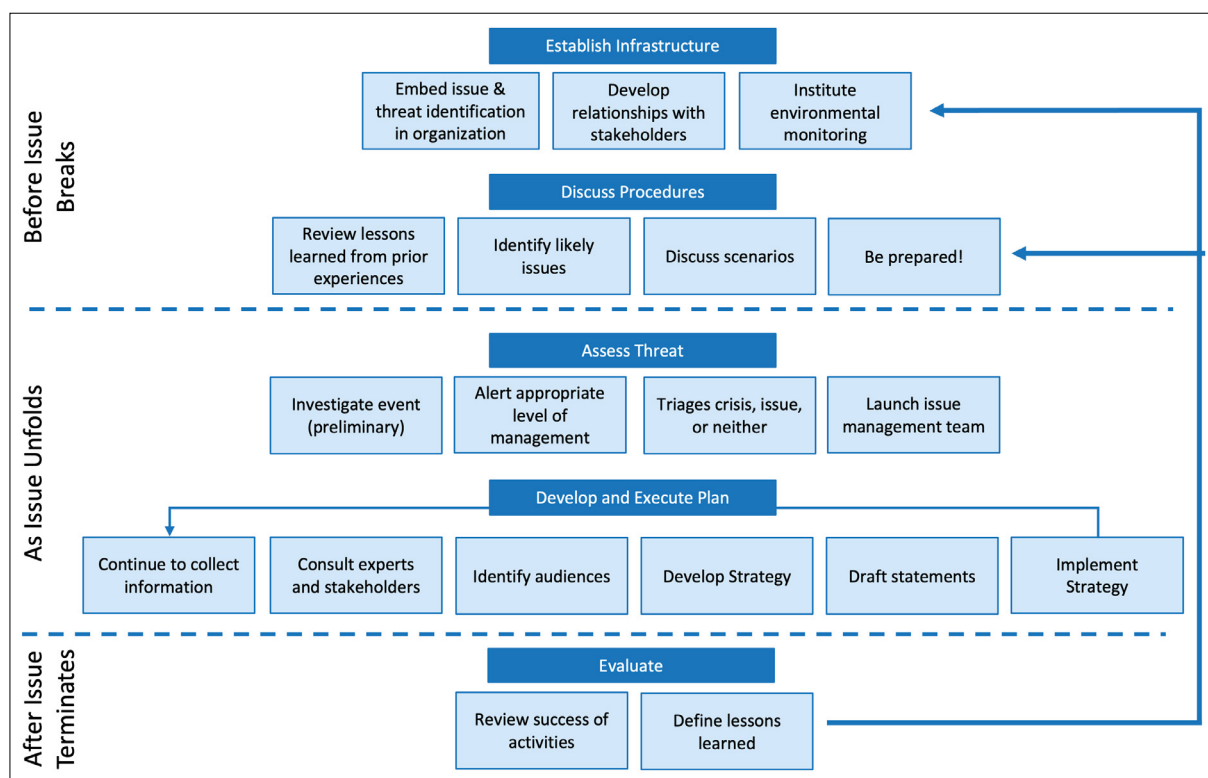 Before Issue
Breaks
Establish Infrastructure
Embed issue &
threat identification
in organization
Develop
relationships with
stakeholders
Institute
environmental
monitoring
Discuss Procedures
Review lessons
learned from prior
experiences
Identify likely
issues
Discuss scenarios
Be prepared!
As Issue Unfolds
Assess Threat
Investigate event
(preliminary)
Alert appropriate
level of
management
Triages crisis, issue,
or neither
Launch issue
management team
Develop and Execute Plan
Continue to collect
information
Consult experts
and stakeholders
Identify audiences
Develop Strategy
Draft statements
Implement
Strategy
After Issue
Terminates
Evaluate
Review success of
activities
Define lessons
learned